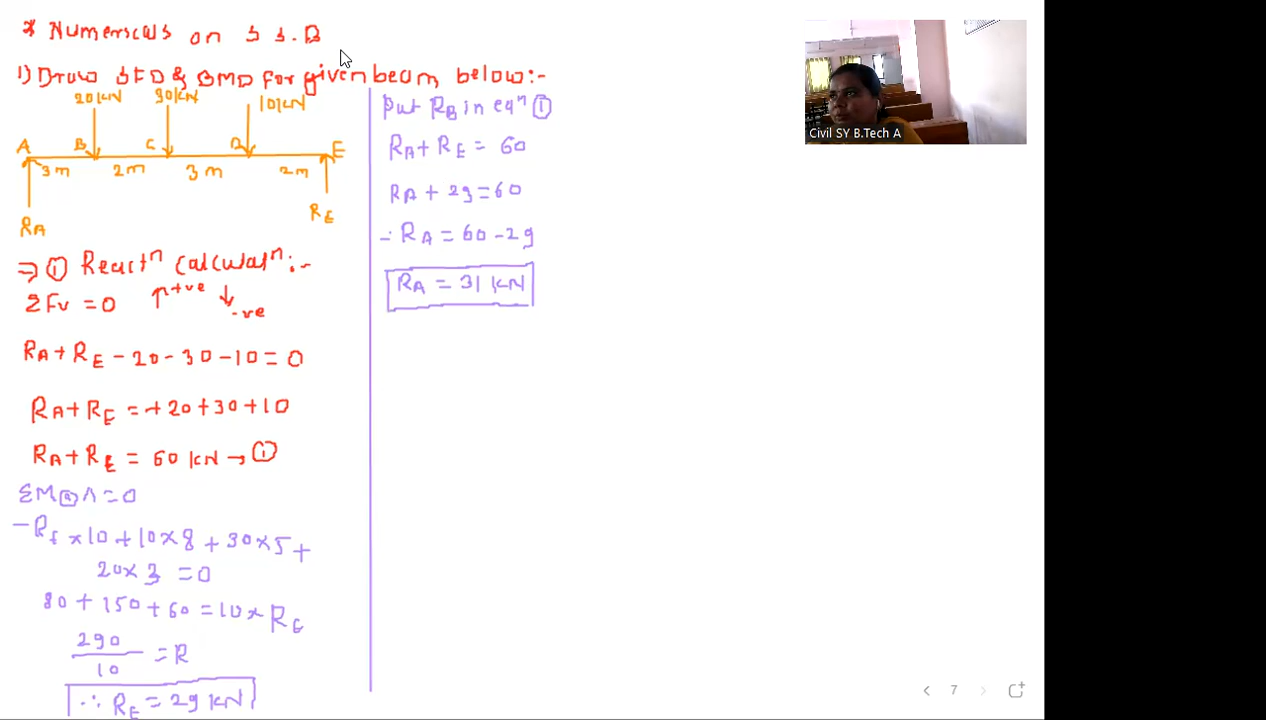 * Numericals on S S.B
1) Draw SFD & BMD for given beam below:-
20kN 30kN 10kN
A B C D E
3m 2m 3m 2m
RA RE
⇒ ① Reactⁿ Calculatⁿ:-
ΣFv = 0 ↑+ve ↓-ve
RA + RE - 20 - 30 - 10 = 0
RA + RE = +20 + 30 + 10
RA + RE = 60 kN → ①
ΣM@A = 0
- RE × 10 + 10 × 8 + 30 × 5 +
20 × 3 = 0
80 + 150 + 60 = 10 × RE
290/10 = R
∴ RE = 29 kN
Put RB in eqⁿ ①
RA + RE = 60
RA + 29 = 60
∴ RA = 60 - 29
RA = 31 kN
Civil SY B.Tech A
7